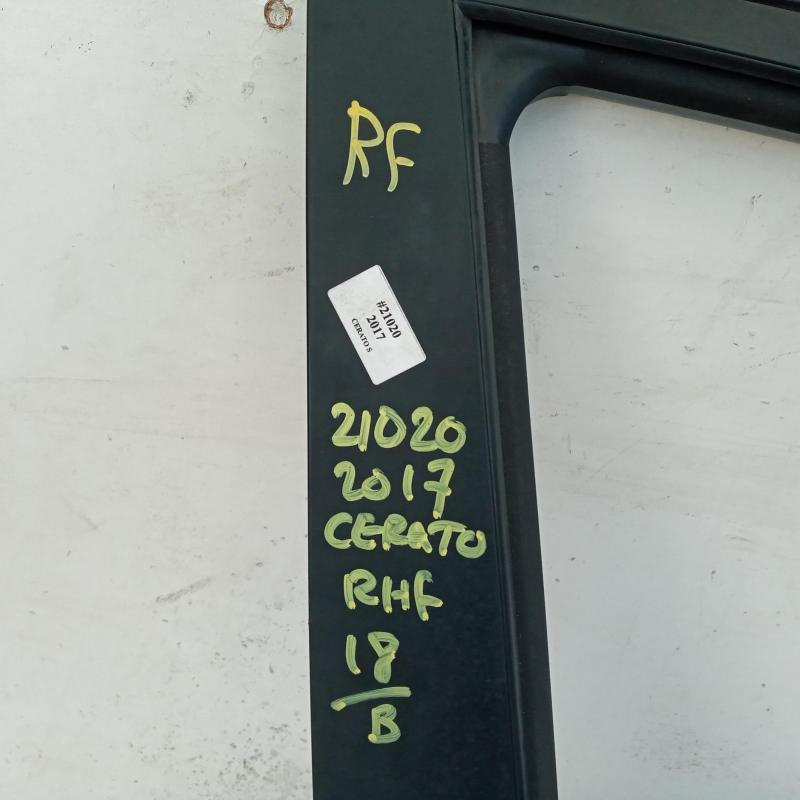 RF
#21020
2017
CERATO S
21020
2017
CERATO
RHF
18
B